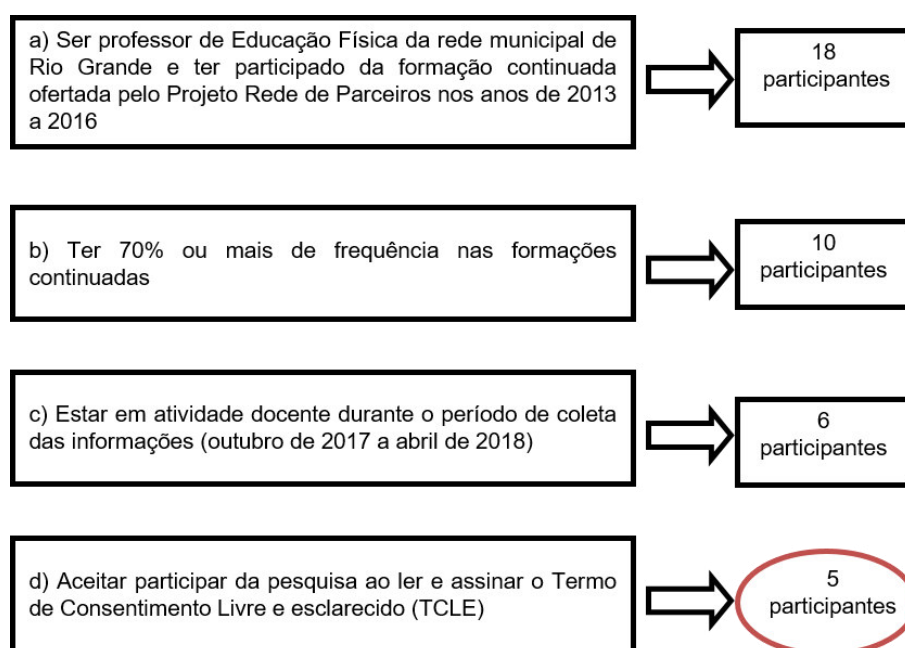 a) Ser professor de Educação Física da rede municipal de
Rio Grande e ter participado da formação continuada
ofertada pelo Projeto Rede de Parceiros nos anos de 2013
a 2016
18
participantes
b) Ter 70% ou mais de frequência nas formações
continuadas
10
participantes
c) Estar em atividade docente durante o período de coleta
das informações (outubro de 2017 a abril de 2018)
6
participantes
d) Aceitar participar da pesquisa ao ler e assinar o Termo
de Consentimento Livre e esclarecido (TCLE)
5
participantes